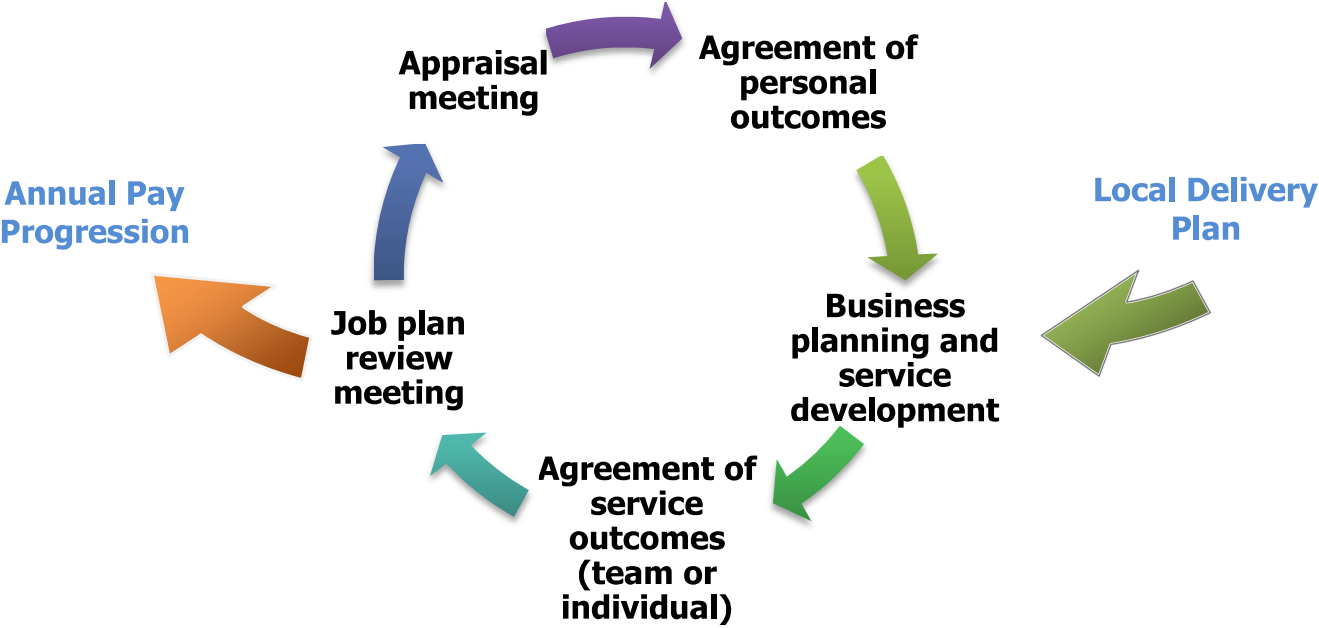 Appraisal
meeting
Agreement of
personal
outcomes
Annual Pay
Progression
Local Delivery
Plan
Business
planning and
service
development
Job plan
review
meeting
Agreement of
service
outcomes
(team or
individual)